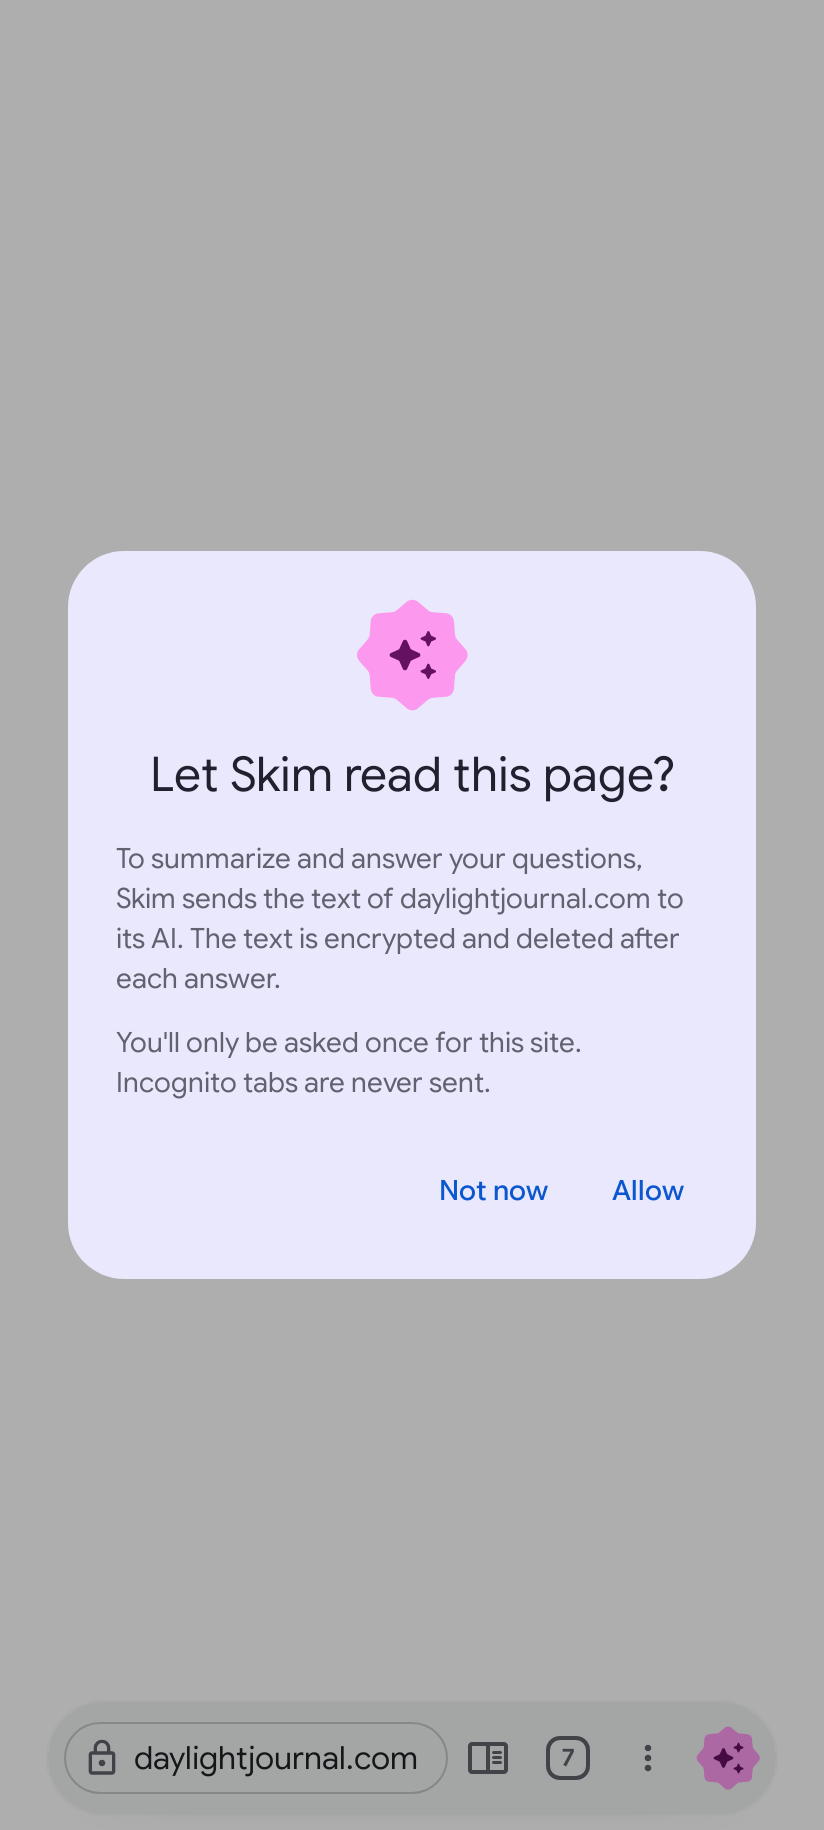 Let Skim read this page?
To summarize and answer your questions,
Skim sends the text of daylightjournal.com to
its AI. The text is encrypted and deleted after
each answer.
You'll only be asked once for this site.
Incognito tabs are never sent.
Not now Allow
daylightjournal.com 7